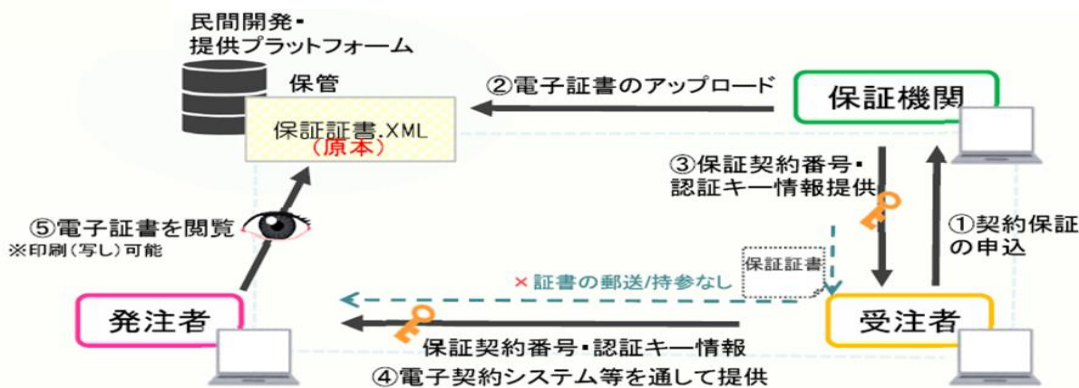 民間開発・
提供プラットフォーム
保管
保証証書.XML
(原本)
②電子証書のアップロード
保証機関
③保証契約番号・
認証キー情報提供
①契約保証
の申込
⑤電子証書を閲覧
※印刷(写し)可能
保証証書
×証書の郵送/持参なし
発注者
受注者
保証契約番号・認証キー情報
④電子契約システム等を通して提供